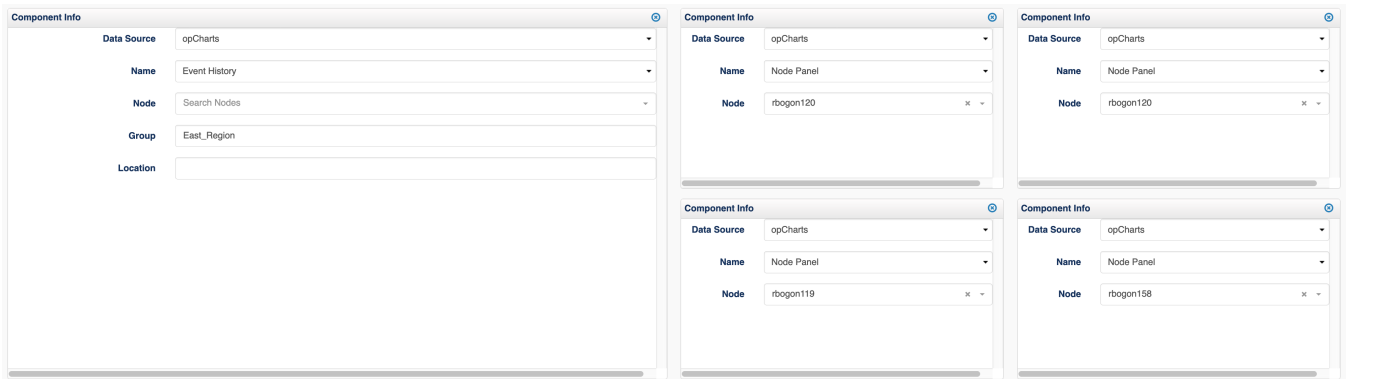 Component Info
Data Source opCharts
Name Event History
Node Search Nodes
Group East_Region
Location
Component Info
Data Source opCharts
Name Node Panel
Node rbogon120
Component Info
Data Source opCharts
Name Node Panel
Node rbogon120
Component Info
Data Source opCharts
Name Node Panel
Node rbogon119
Component Info
Data Source opCharts
Name Node Panel
Node rbogon158